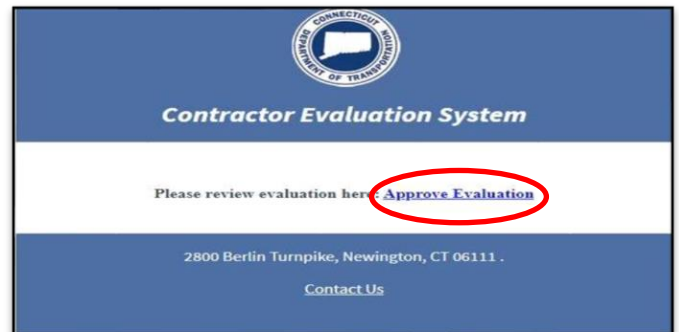 CONNECTICUT
DEPARTMENT OF TRANSPORTATION
Contractor Evaluation System
Please review evaluation here: Approve Evaluation
2800 Berlin Turnpike, Newington, CT 06111 .
Contact Us